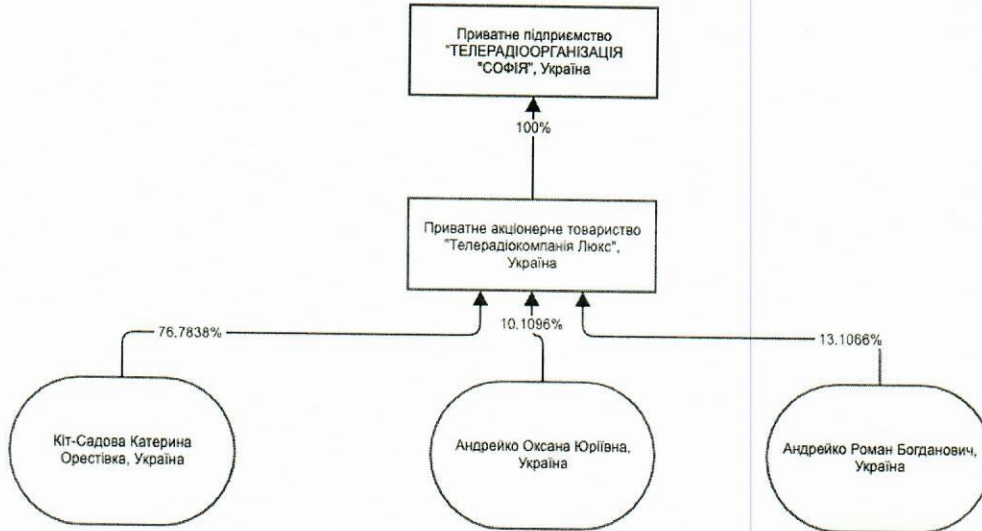 Приватне підприємство
"ТЕЛЕРАДІООРГАНІЗАЦІЯ
"СОФІЯ", Україна
100%
Приватне акціонерне товариство
"Телерадіокомпанія Люкс",
Україна
76.7838%
10.1096%
13.1066%
Кіт-Садова Катерина
Орестівка, Україна
Андрейко Оксана Юріївна,
Україна
Андрейко Роман Богданович,
Україна